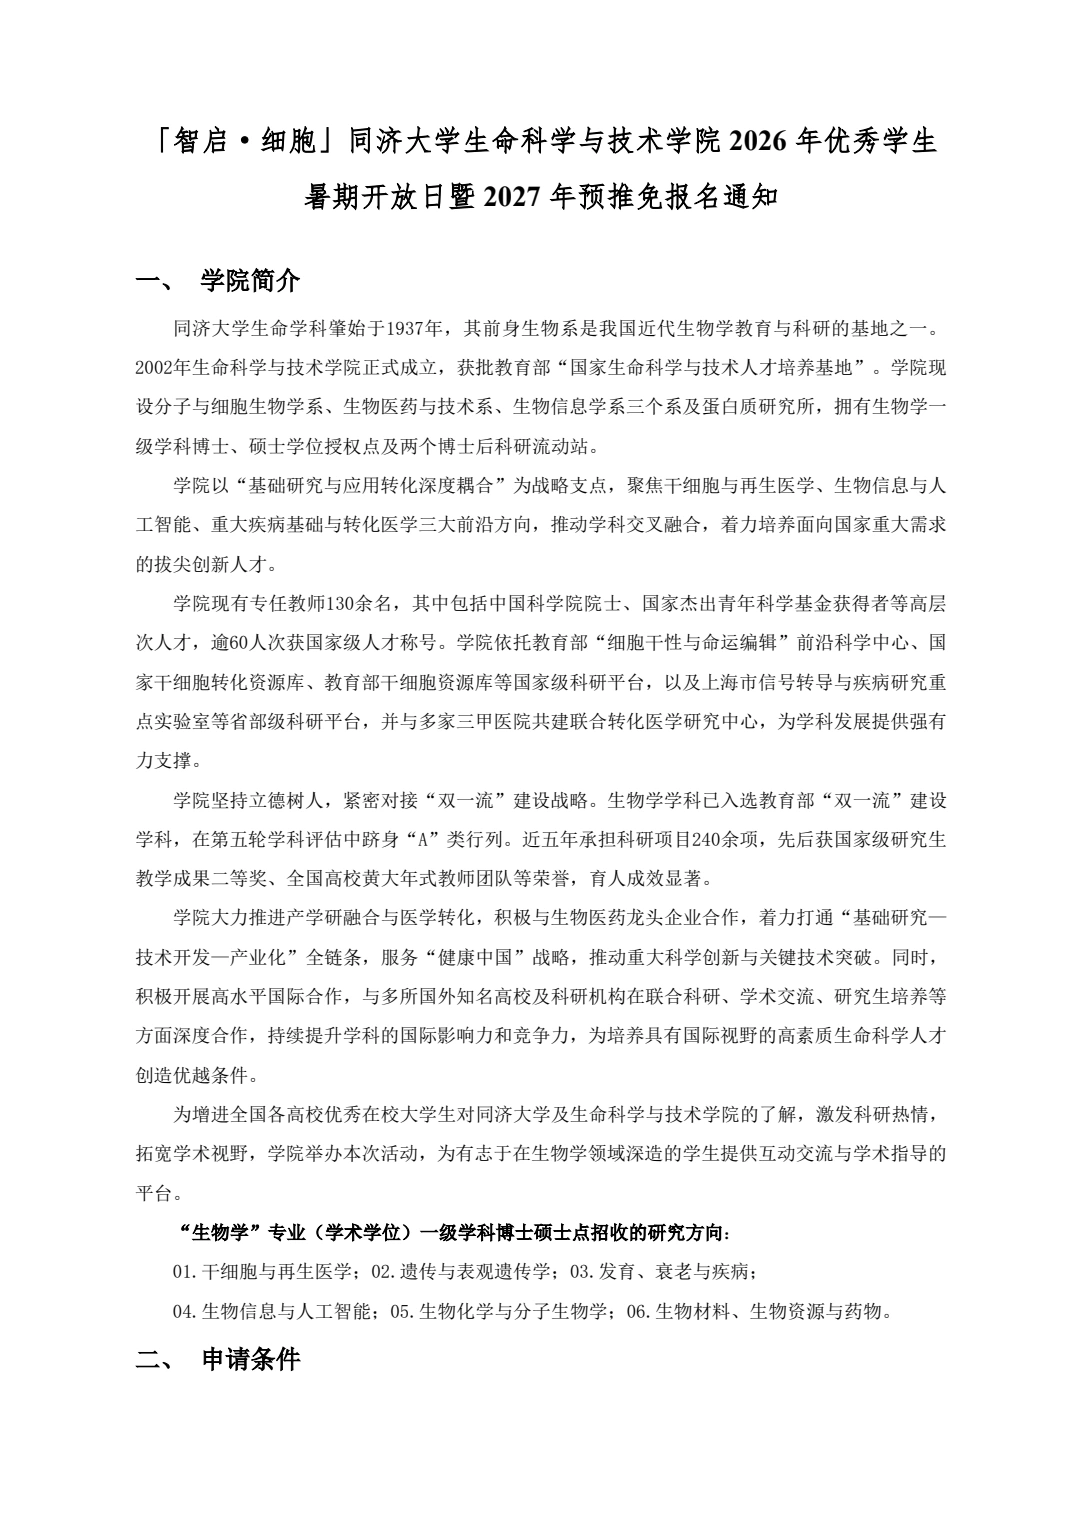 「智启·细胞」同济大学生命科学与技术学院 2026 年优秀学生
暑期开放日暨 2027 年预推免报名通知
一、 学院简介
同济大学生命学科肇始于1937年，其前身生物系是我国近代生物学教育与科研的基地之一。
2002年生命科学与技术学院正式成立，获批教育部“国家生命科学与技术人才培养基地”。学院现
设分子与细胞生物学系、生物医药与技术系、生物信息学系三个系及蛋白质研究所，拥有生物学一
级学科博士、硕士学位授权点及两个博士后科研流动站。
学院以“基础研究与应用转化深度耦合”为战略支点，聚焦干细胞与再生医学、生物信息与人
工智能、重大疾病基础与转化医学三大前沿方向，推动学科交叉融合，着力培养面向国家重大需求
的拔尖创新人才。
学院现有专任教师130余名，其中包括中国科学院院士、国家杰出青年科学基金获得者等高层
次人才，逾60人次获国家级人才称号。学院依托教育部“细胞干性与命运编辑”前沿科学中心、国
家干细胞转化资源库、教育部干细胞资源库等国家级科研平台，以及上海市信号转导与疾病研究重
点实验室等省部级科研平台，并与多家三甲医院共建联合转化医学研究中心，为学科发展提供强有
力支撑。
学院坚持立德树人，紧密对接“双一流”建设战略。生物学学科已入选教育部“双一流”建设
学科，在第五轮学科评估中跻身“A”类行列。近五年承担科研项目240余项，先后获国家级研究生
教学成果二等奖、全国高校黄大年式教师团队等荣誉，育人成效显著。
学院大力推进产学研融合与医学转化，积极与生物医药龙头企业合作，着力打通“基础研究—
技术开发—产业化”全链条，服务“健康中国”战略，推动重大科学创新与关键技术突破。同时，
积极开展高水平国际合作，与多所国外知名高校及科研机构在联合科研、学术交流、研究生培养等
方面深度合作，持续提升学科的国际影响力和竞争力，为培养具有国际视野的高素质生命科学人才
创造优越条件。
为增进全国各高校优秀在校大学生对同济大学及生命科学与技术学院的了解，激发科研热情，
拓宽学术视野，学院举办本次活动，为有志于在生物学领域深造的学生提供互动交流与学术指导的
平台。
“生物学”专业（学术学位）一级学科博士硕士点招收的研究方向：
01.干细胞与再生医学；02.遗传与表观遗传学；03.发育、衰老与疾病；
04.生物信息与人工智能；05.生物化学与分子生物学；06.生物材料、生物资源与药物。
二、 申请条件